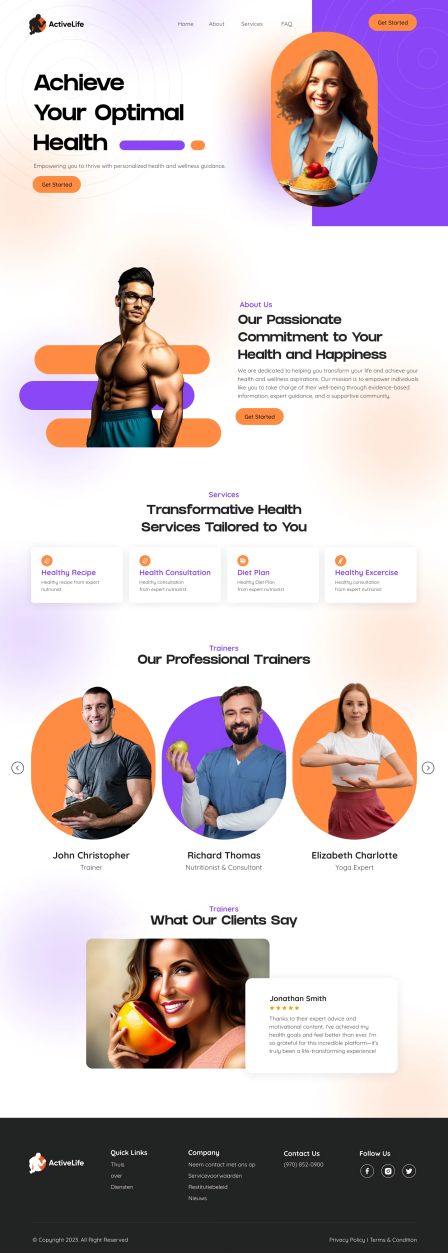 ActiveLife
Home About Services FAQ
Get Started
Achieve
Your Optimal
Health
Empowering you to thrive with personalized health and wellness guidance.
Get Started
About Us
Our Passionate
Commitment to Your
Health and Happiness
We are dedicated to helping you transform your life and achieve your
health and wellness aspirations. Our mission is to empower individuals
like you to take charge of their well-being through evidence-based
information, expert guidance, and a supportive community.
Get Started
Services
Transformative Health
Services Tailored to You
Healthy Recipe
Healthy recipe from expert
nutrionist
Health Consultation
Healthy consultation
from expert nutrionist
Diet Plan
Healthy Diet Plan
from expert nutrionist
Healthy Excercise
Healthy consultation
from expert nutrionist
Trainers
Our Professional Trainers
John Christopher
Trainer
Richard Thomas
Nutritionist & Consultant
Elizabeth Charlotte
Yoga Expert
Trainers
What Our Clients Say
Jonathan Smith
Thanks to their expert advice and
motivational content, I've achieved my
health goals and feel better than ever. I'm
so grateful for this incredible platform—it's
truly been a life-transforming experience!
ActiveLife
Quick Links
Thuis
over
Diensten
Company
Neem contact met ons op
Servicevoorwaarden
Restitutiebeleid
Nieuws
Contact Us
(970) 852-0900
Follow Us
© Copyright 2023. All Right Reserved
Privacy Policy | Terms & Condition